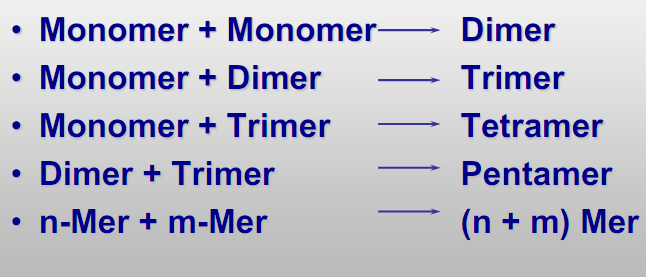 • Monomer + Monomer → Dimer
• Monomer + Dimer → Trimer
• Monomer + Trimer → Tetramer
• Dimer + Trimer → Pentamer
• n-Mer + m-Mer → (n + m) Mer